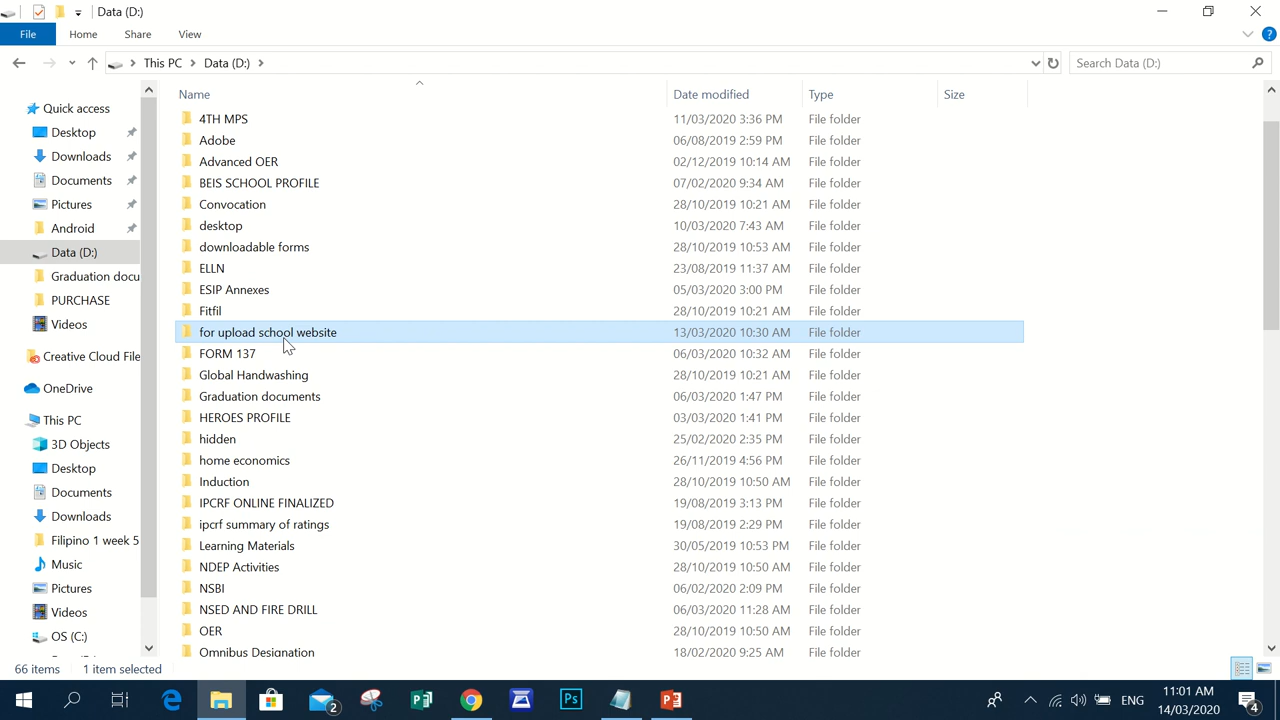 Data (D:)
File Home Share View
This PC Data (D:) Search Data (D:)
Name Date modified Type Size
4TH MPS 11/03/2020 3:36 PM File folder
Adobe 06/08/2019 2:59 PM File folder
Advanced OER 02/12/2019 10:14 AM File folder
BEIS SCHOOL PROFILE 07/02/2020 9:34 AM File folder
Convocation 28/10/2019 10:21 AM File folder
desktop 10/03/2020 7:43 AM File folder
downloadable forms 28/10/2019 10:53 AM File folder
ELLN 23/08/2019 11:37 AM File folder
ESIP Annexes 05/03/2020 3:00 PM File folder
Fitfil 28/10/2019 10:21 AM File folder
for upload school website 13/03/2020 10:30 AM File folder
FORM 137 06/03/2020 10:32 AM File folder
Global Handwashing 28/10/2019 10:21 AM File folder
Graduation documents 06/03/2020 1:47 PM File folder
HEROES PROFILE 03/03/2020 1:41 PM File folder
hidden 25/02/2020 2:35 PM File folder
home economics 26/11/2019 4:56 PM File folder
Induction 28/10/2019 10:50 AM File folder
IPCRF ONLINE FINALIZED 19/08/2019 3:13 PM File folder
ipcrf summary of ratings 19/08/2019 2:29 PM File folder
Learning Materials 30/05/2019 10:53 PM File folder
NDEP Activities 28/10/2019 10:50 AM File folder
NSBI 06/02/2020 2:09 PM File folder
NSED AND FIRE DRILL 06/03/2020 11:28 AM File folder
OER 28/10/2019 10:50 AM File folder
Omnibus Designation 18/02/2020 9:25 AM File folder
Quick access
Desktop
Downloads
Documents
Pictures
Android
Data (D:)
Graduation docu
PURCHASE
Videos
Creative Cloud File
OneDrive
This PC
3D Objects
Desktop
Documents
Downloads
Filipino 1 week 5
Music
Pictures
Videos
OS (C:)
66 items 1 item selected
2 Ps ENG 11:01 AM
14/03/2020 4